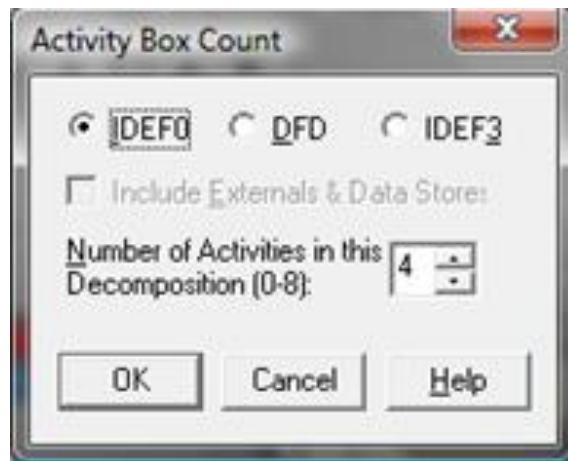 Activity Box Count
IDEF0 DFD IDEF3
Include Externals & Data Stores
Number of Activities in this
Decomposition (0-8):
4
OK Cancel Help